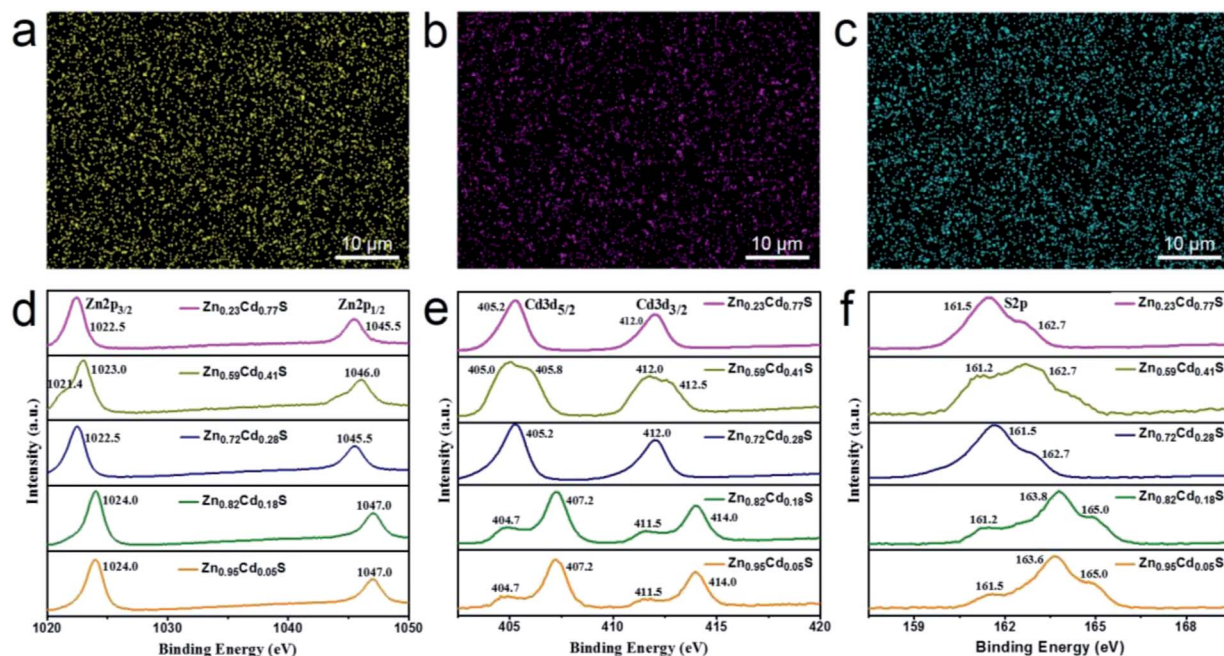 a
b
c
10 μm
10 μm
10 μm
d
Zn2p3/2
Zn0.23Cd0.77S
Zn2p1/2
1022.5
1045.5
1021.4
1023.0
Zn0.59Cd0.41S
1046.0
1022.5
Zn0.72Cd0.28S
1045.5
1024.0
Zn0.82Cd0.18S
1047.0
1024.0
Zn0.95Cd0.05S
1047.0
Intensity (a.u.)
1020
1030
1040
1050
Binding Energy (eV)
e
405.2
Cd3d5/2
Cd3d3/2
412.0
Zn0.23Cd0.77S
405.0
405.8
412.0
412.5
Zn0.59Cd0.41S
405.2
412.0
Zn0.72Cd0.28S
404.7
407.2
411.5
414.0
Zn0.82Cd0.18S
404.7
407.2
411.5
414.0
Zn0.95Cd0.05S
Intensity (a.u.)
405
410
415
420
Binding Energy (eV)
f
161.5
S2p
162.7
Zn0.23Cd0.77S
161.2
162.7
Zn0.59Cd0.41S
161.5
162.7
Zn0.72Cd0.28S
161.2
163.8
165.0
Zn0.82Cd0.18S
161.5
163.6
165.0
Zn0.95Cd0.05S
Intensity (a.u.)
159
162
165
168
Binding Energy (eV)